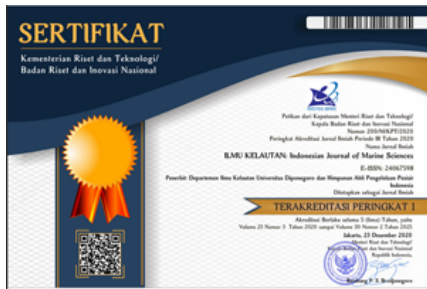 SERTIFIKAT
Kementerian Riset dan Teknologi/
Badan Riset dan Inovasi Nasional
Petikan dari Keputusan Menteri Riset dan Teknologi/
Kepala Badan Riset dan Inovasi Nasional
Nomor 200/M/KPT/2020
Peringkat Akreditasi Jurnal Ilmiah Periode III Tahun 2020
Nama Jurnal Ilmiah
ILMU KELAUTAN: Indonesian Journal of Marine Sciences
E-ISSN: 24067598
Penerbit: Departemen Ilmu Kelautan Universitas Diponegoro dan Himpunan Ahli Pengelolaan Pesisir
Indonesia
Ditetapkan sebagai Jurnal Ilmiah
TERAKREDITASI PERINGKAT 1
Akreditasi Berlaku selama 5 (lima) Tahun, yaitu
Volume 25 Nomor 3 Tahun 2020 sampai Volume 30 Nomor 2 Tahun 2025
Jakarta, 23 Desember 2020
Menteri Riset dan Teknologi/
Kepala Badan Riset dan Inovasi Nasional
Republik Indonesia,
Bambang P. S. Brodjonegoro